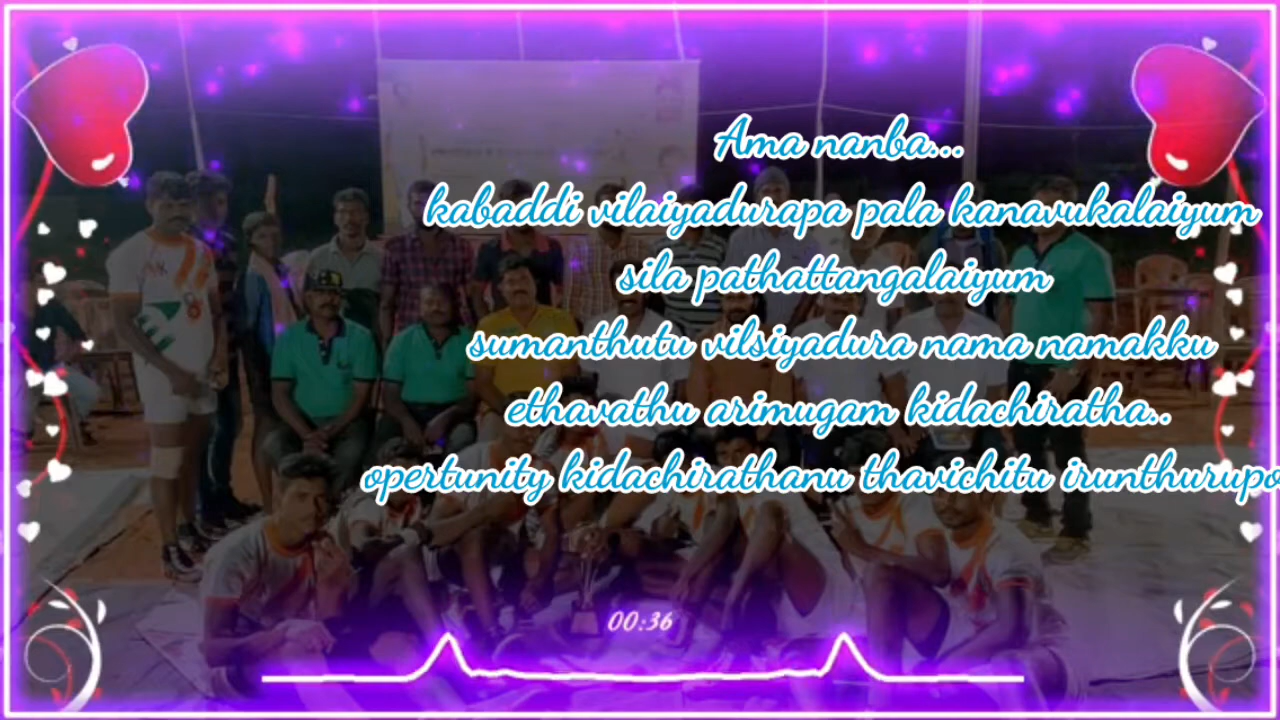 Ama nanba...
kabaddi vilaiyadurapa pala kanavukalaiyum
sila pathattangalaiyum
sumanthutu vilsiyadura nama namakku
ethavathu arimugam kidachiratha..
opertunity kidachirathanu thavichitu irunthurupo
00:36